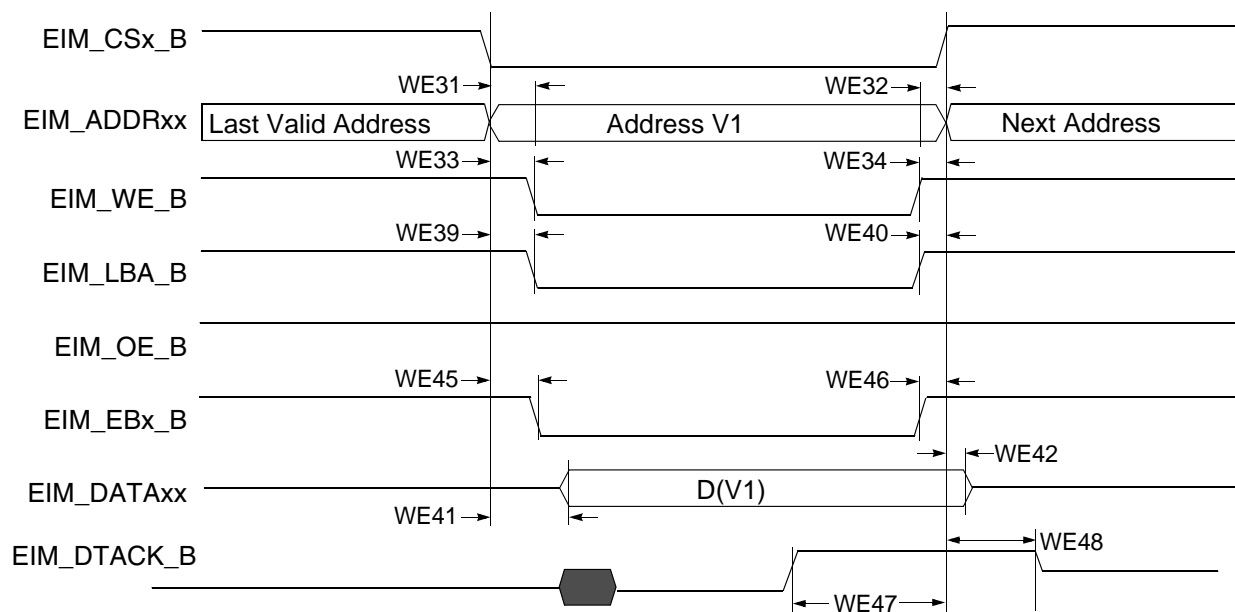 EIM_CSx_B
WE31
WE32
EIM_ADDRxx
Last Valid Address
Address V1
Next Address
WE33
WE34
EIM_WE_B
WE39
WE40
EIM_LBA_B
EIM_OE_B
WE45
WE46
EIM_EBx_B
WE42
EIM_DATAxx
D(V1)
WE41
EIM_DTACK_B
WE48
WE47